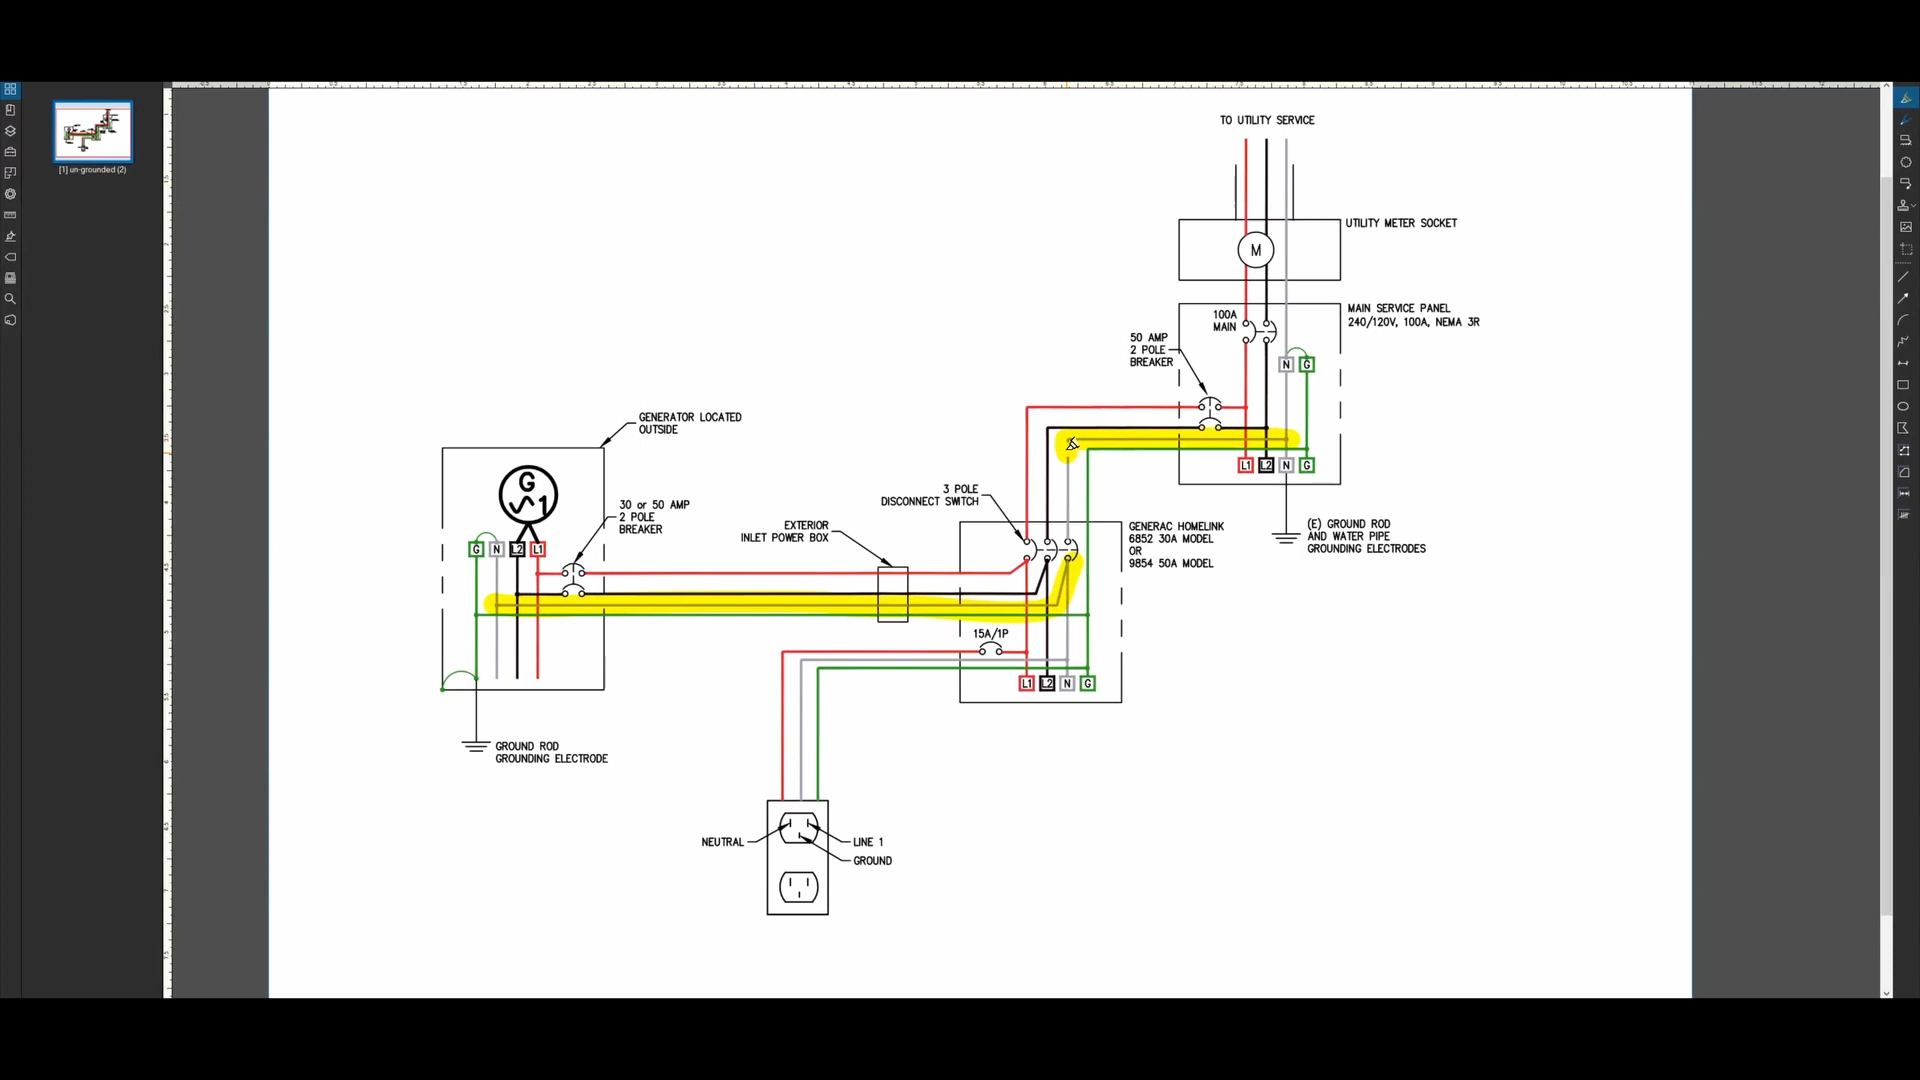 [1] un-grounded (2)
TO UTILITY SERVICE
UTILITY METER SOCKET
M
MAIN SERVICE PANEL
240/120V, 100A, NEMA 3R
100A
MAIN
50 AMP
2 POLE
BREAKER
N G
L1 L2 N G
(E) GROUND ROD
AND WATER PIPE
GROUNDING ELECTRODES
GENERATOR LOCATED
OUTSIDE
G
1
30 or 50 AMP
2 POLE
BREAKER
G N L2 L1
GROUND ROD
GROUNDING ELECTRODE
EXTERIOR
INLET POWER BOX
3 POLE
DISCONNECT SWITCH
GENERAC HOMELINK
6852 30A MODEL
OR
9854 50A MODEL
15A/1P
L1 L2 N G
NEUTRAL
LINE 1
GROUND